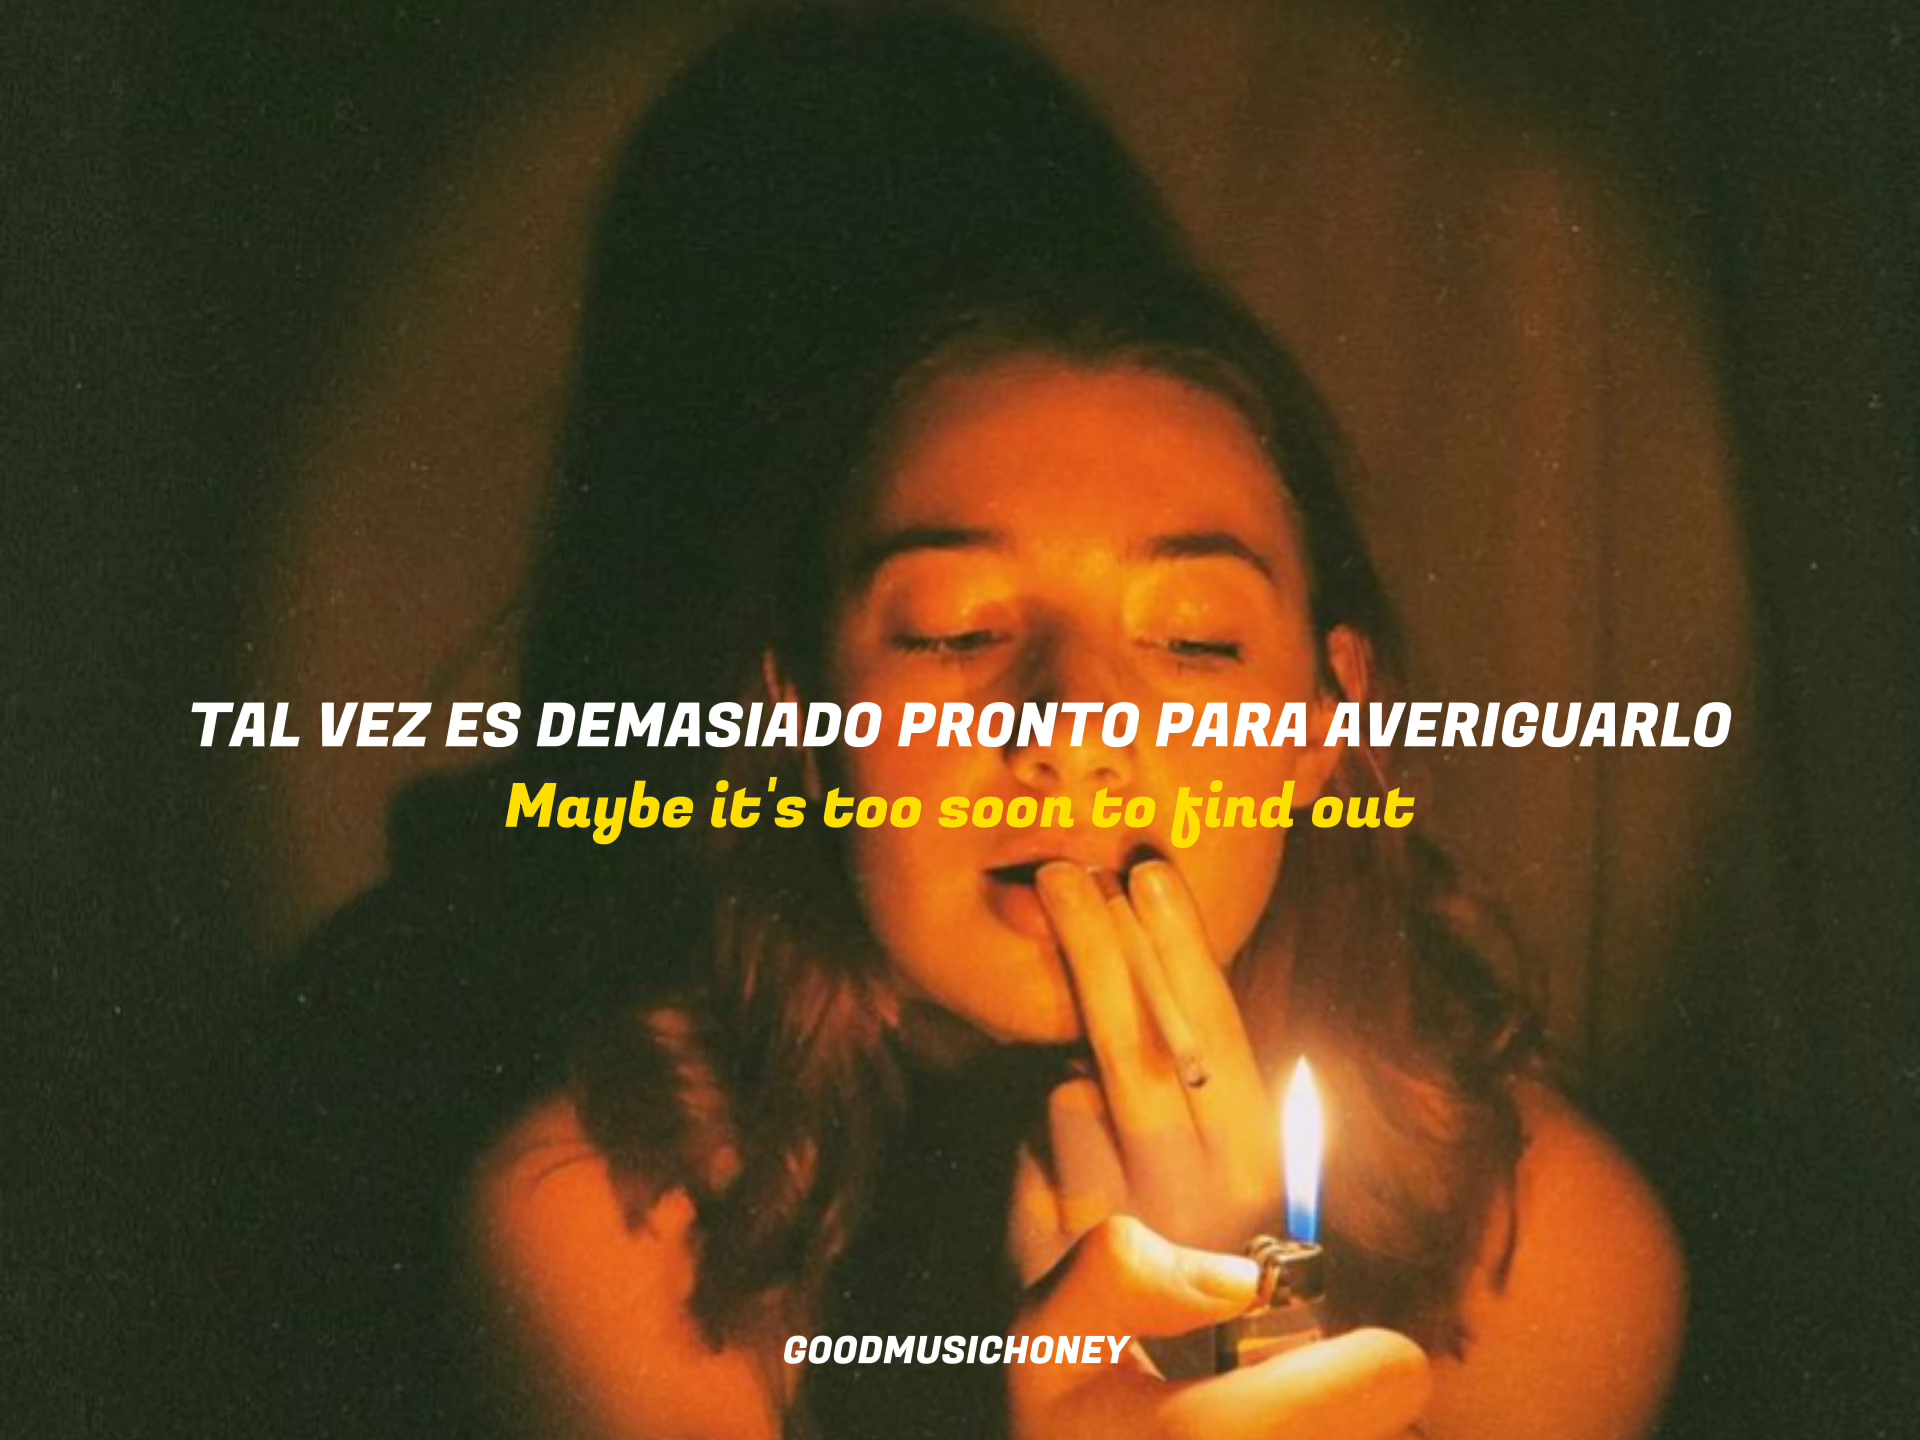 TAL VEZ ES DEMASIADO PRONTO PARA AVERIGUARLO
Maybe it's too soon to find out
GOODMUSICHONEY